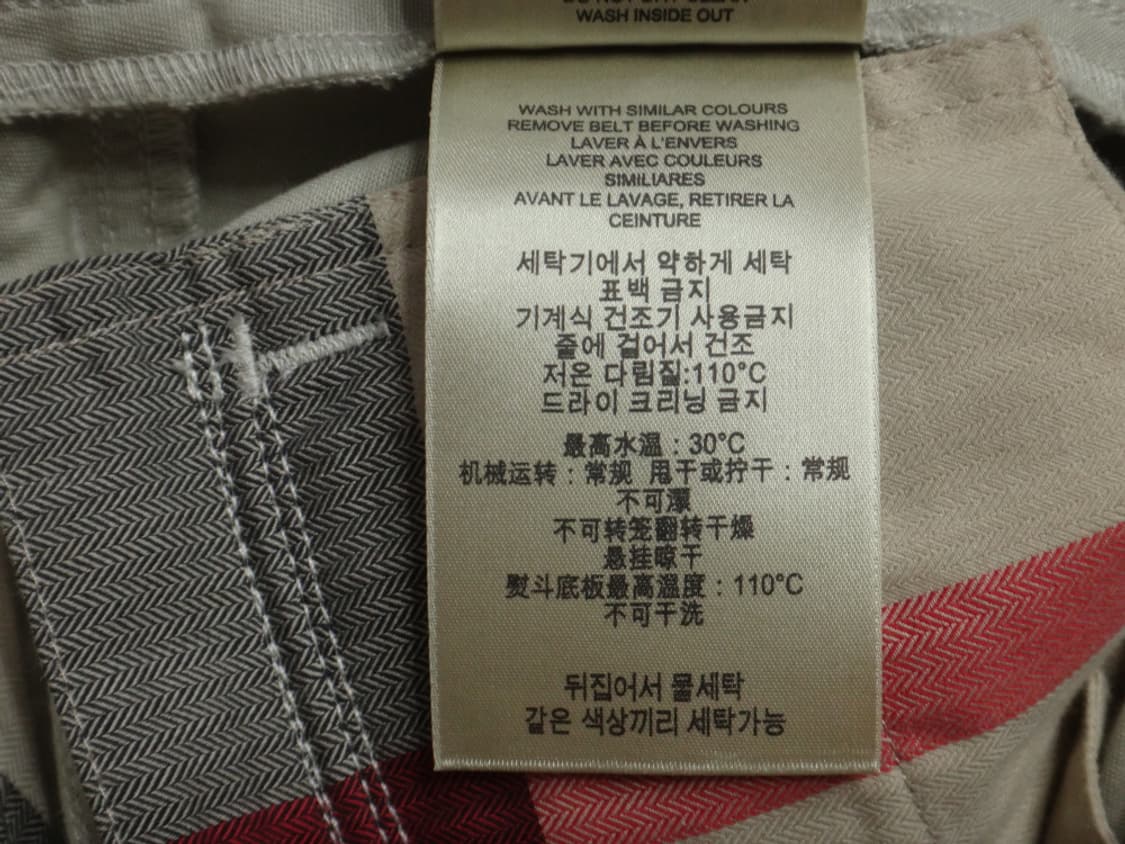 WASH INSIDE OUT
WASH WITH SIMILAR COLOURS
REMOVE BELT BEFORE WASHING
LAVER À L'ENVERS
LAVER AVEC COULEURS
SIMILIARES
AVANT LE LAVAGE, RETIRER LA
CEINTURE
세탁기에서 약하게 세탁
표백 금지
기계식 건조기 사용금지
줄에 걸어서 건조
저온 다림질:110°C
드라이 크리닝 금지
最高水温：30°C
机械运转：常规 甩干或拧干：常规
不可漂
不可转笼翻转干燥
悬挂晾干
熨斗底板最高温度：110°C
不可干洗
뒤집어서 물세탁
같은 색상끼리 세탁가능